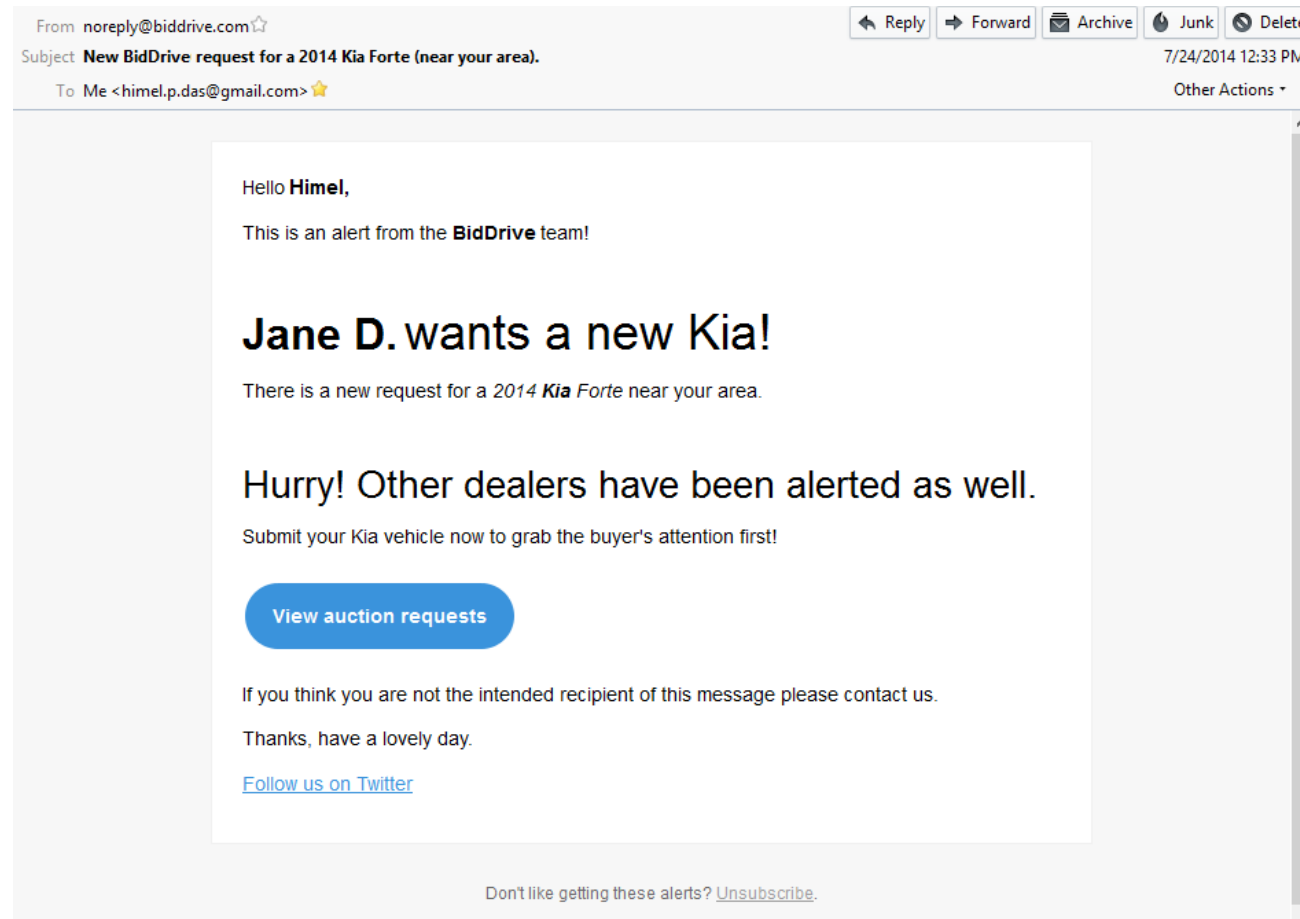 From noreply@biddrive.com
Reply Forward Archive Junk Delete
Subject New BidDrive request for a 2014 Kia Forte (near your area).
7/24/2014 12:33 PM
To Me <himel.p.das@gmail.com>
Other Actions
Hello Himel,
This is an alert from the BidDrive team!
Jane D. wants a new Kia!
There is a new request for a 2014 Kia Forte near your area.
Hurry! Other dealers have been alerted as well.
Submit your Kia vehicle now to grab the buyer's attention first!
View auction requests
If you think you are not the intended recipient of this message please contact us.
Thanks, have a lovely day.
Follow us on Twitter
Don't like getting these alerts? Unsubscribe.